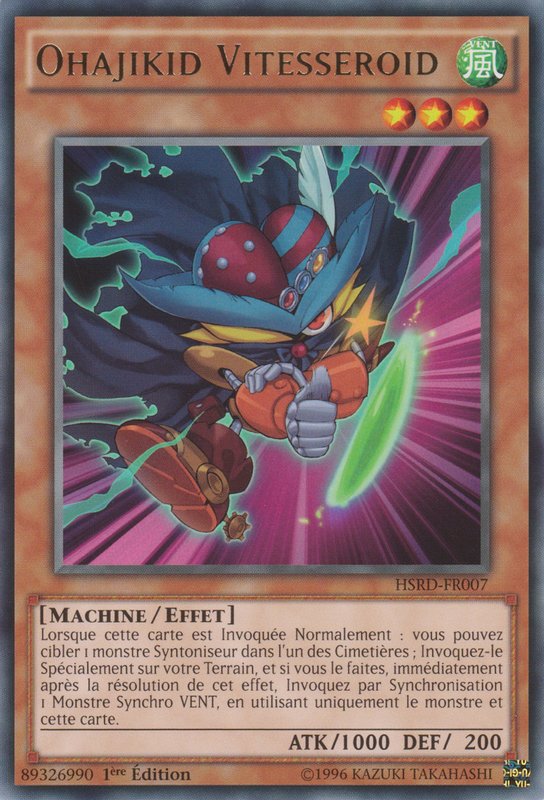 Ohajikid Vitesseroid
VENT
風
HSRD-FR007
[Machine / Effet]
Lorsque cette carte est Invoquée Normalement : vous pouvez
cibler 1 monstre Syntoniseur dans l'un des Cimetières ; Invoquez-le
Spécialement sur votre Terrain, et si vous le faites, immédiatement
après la résolution de cet effet, Invoquez par Synchronisation
1 Monstre Synchro VENT, en utilisant uniquement le monstre et
cette carte.
ATK/1000 DEF/ 200
89326990 1ère Édition ©1996 KAZUKI TAKAHASHI